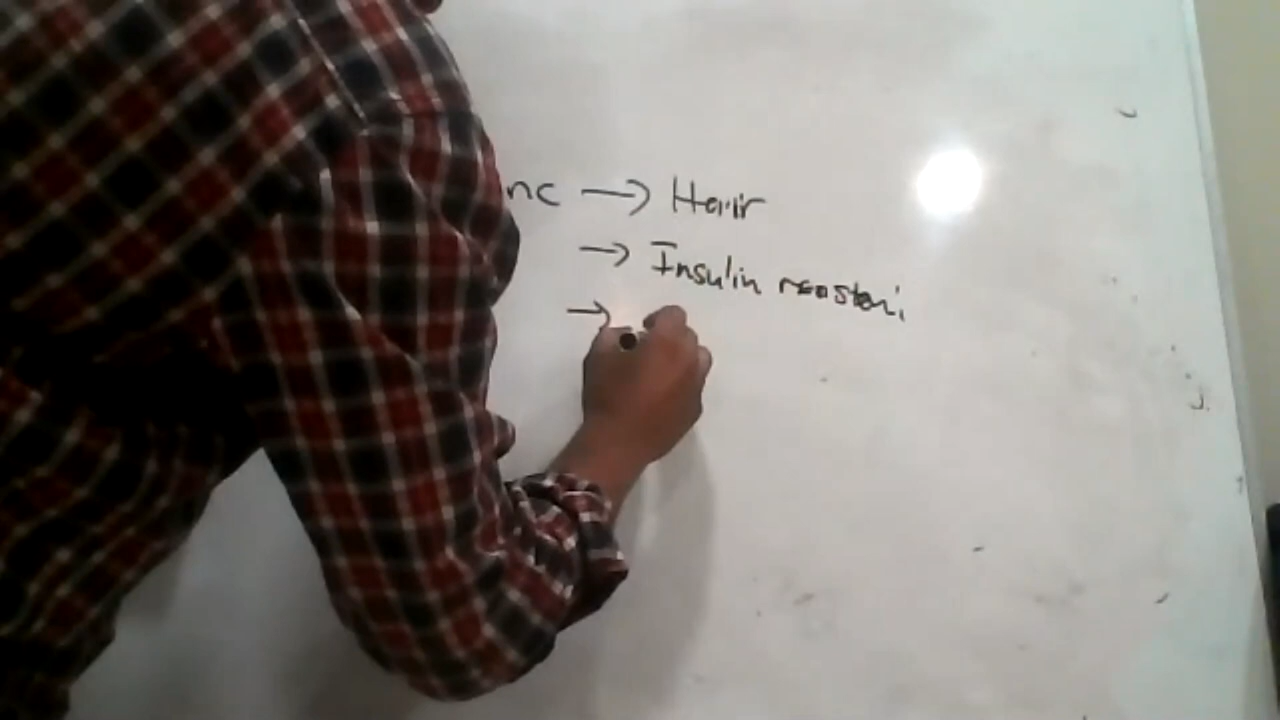 nc → Hair
→ Insulin
→